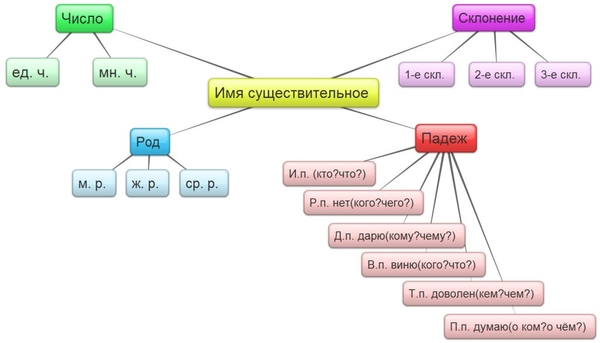 Число
Склонение
ед. ч.
мн. ч.
1-е скл.
2-е скл.
3-е скл.
Имя существительное
Род
Падеж
м. р.
ж. р.
ср. р.
И.п. (кто?что?)
Р.п. нет(кого?чего?)
Д.п. дарю(кому?чему?)
В.п. виню(кого?что?)
Т.п. доволен(кем?чем?)
П.п. думаю(о ком?о чём?)